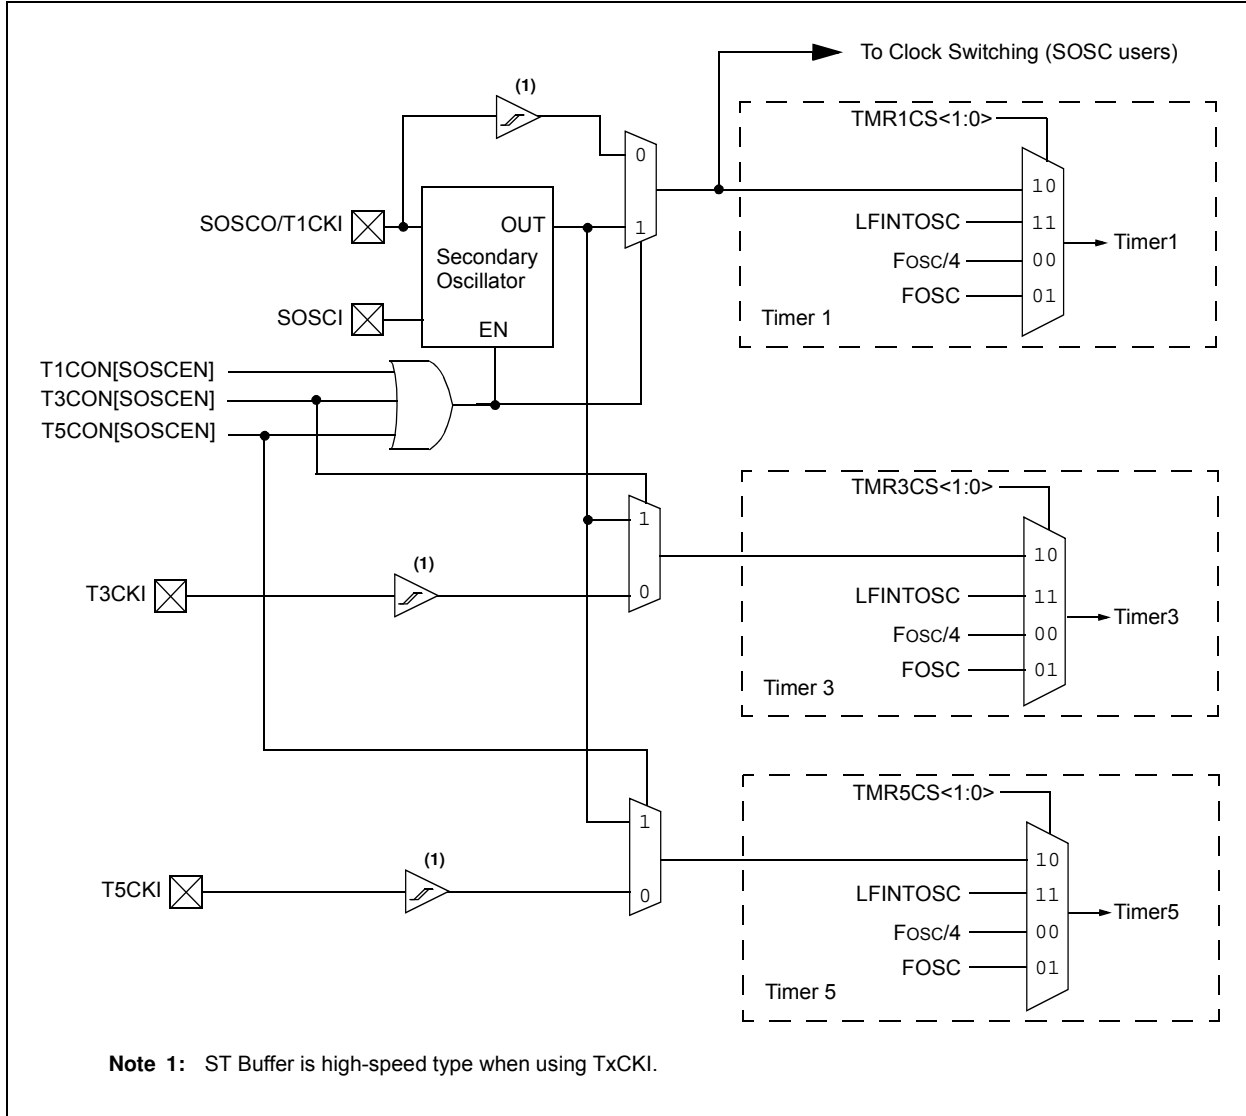 To Clock Switching (SOSC users)
(1)
TMR1CS<1:0>
0
10
SOSCO/T1CKI
OUT
1
LFINTOSC
11
Timer1
Secondary
Oscillator
FOSC/4
00
FOSC
01
SOSCI
EN
Timer 1
T1CON[SOSCEN]
T3CON[SOSCEN]
T5CON[SOSCEN]
TMR3CS<1:0>
1
10
(1)
T3CKI
0
LFINTOSC
11
Timer3
FOSC/4
00
FOSC
01
Timer 3
TMR5CS<1:0>
1
10
(1)
T5CKI
0
LFINTOSC
11
Timer5
FOSC/4
00
FOSC
01
Timer 5
Note 1: ST Buffer is high-speed type when using TxCKI.